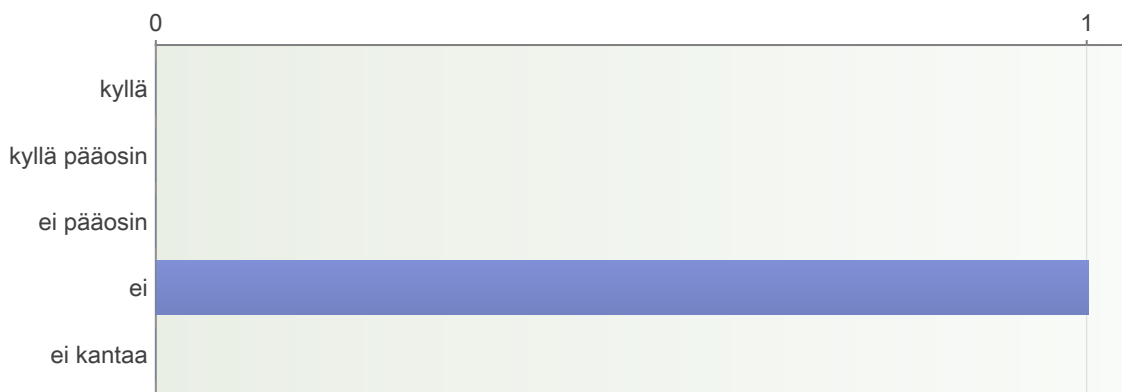 0 1
kyllä
kyllä pääosin
ei pääosin
ei
ei kantaa